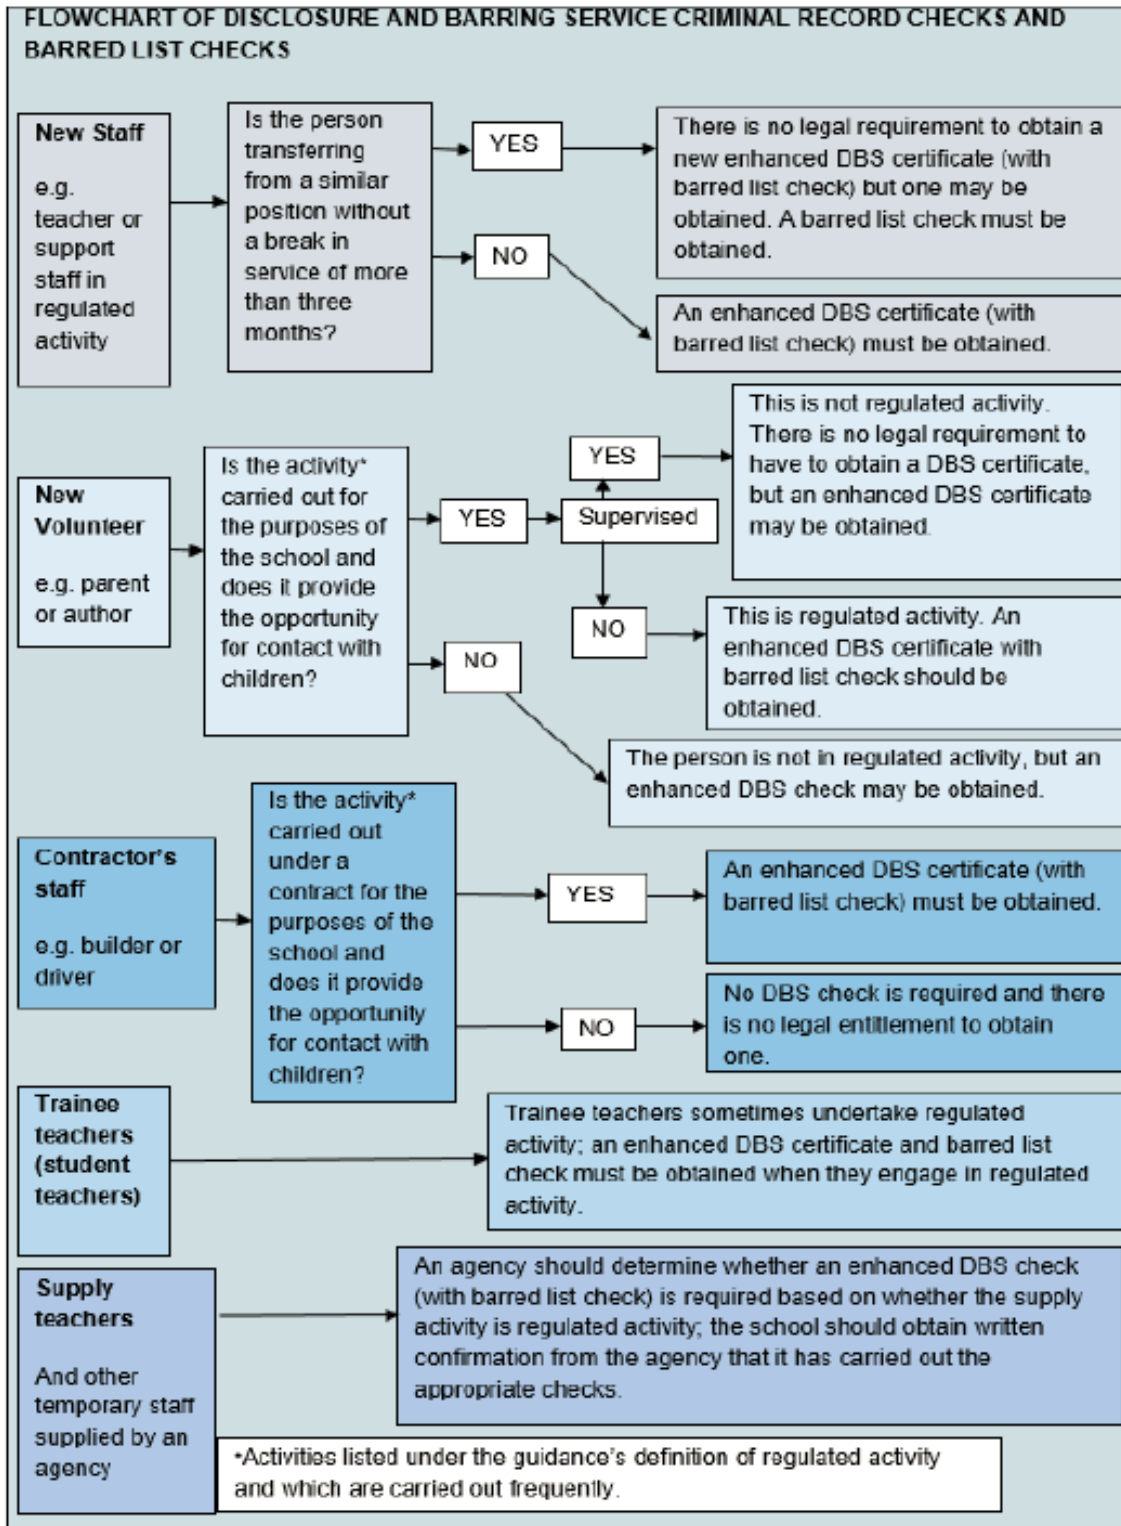 FLOWCHART OF DISCLOSURE AND BARRING SERVICE CRIMINAL RECORD CHECKS AND
BARRED LIST CHECKS
New Staff
e.g.
teacher or
support
staff in
regulated
activity
Is the person
transferring
from a similar
position without
a break in
service of more
than three
months?
YES
There is no legal requirement to obtain a
new enhanced DBS certificate (with
barred list check) but one may be
obtained. A barred list check must be
obtained.
NO
An enhanced DBS certificate (with
barred list check) must be obtained.
New
Volunteer
e.g. parent
or author
Is the activity*
carried out for
the purposes of
the school and
does it provide
the opportunity
for contact with
children?
YES
Supervised
YES
This is not regulated activity.
There is no legal requirement to
have to obtain a DBS certificate,
but an enhanced DBS certificate
may be obtained.
NO
This is regulated activity. An
enhanced DBS certificate with
barred list check should be
obtained.
NO
The person is not in regulated activity, but an
enhanced DBS check may be obtained.
Contractor's
staff
e.g. builder or
driver
Is the activity*
carried out
under a
contract for the
purposes of the
school and
does it provide
the opportunity
for contact with
children?
YES
An enhanced DBS certificate (with
barred list check) must be obtained.
NO
No DBS check is required and there
is no legal entitlement to obtain
one.
Trainee
teachers
(student
teachers)
Trainee teachers sometimes undertake regulated
activity; an enhanced DBS certificate and barred list
check must be obtained when they engage in regulated
activity.
Supply
teachers
And other
temporary staff
supplied by an
agency
An agency should determine whether an enhanced DBS check
(with barred list check) is required based on whether the supply
activity is regulated activity; the school should obtain written
confirmation from the agency that it has carried out the
appropriate checks.
*Activities listed under the guidance's definition of regulated activity
and which are carried out frequently.